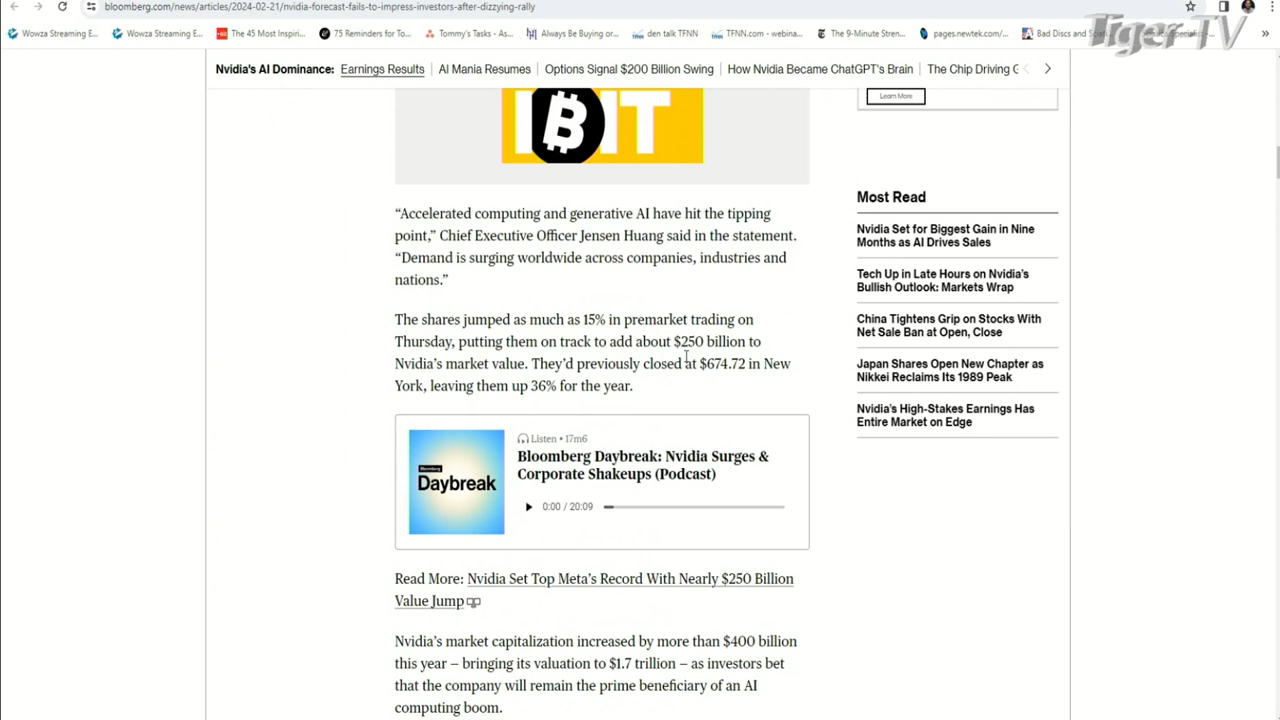 bloomberg.com/news/articles/2024-02-21/nvidia-forecast-fails-to-impress-investors-after-dizzying-rally
Wowza Streaming E...
Wowza Streaming E...
The 45 Most Inspiri...
75 Reminders for To...
Tommy's Tasks - As...
Always Be Buying or...
den talk TFNN
TFNN.com - webina...
The 9-Minute Stren...
pages.newtek.com/...
Bad Discs and
Tiger TV
Nvidia's AI Dominance:
Earnings Results
AI Mania Resumes
Options Signal $200 Billion Swing
How Nvidia Became ChatGPT's Brain
The Chip Driving G
IBIT
Learn More
“Accelerated computing and generative AI have hit the tipping
point,” Chief Executive Officer Jensen Huang said in the statement.
“Demand is surging worldwide across companies, industries and
nations.”
The shares jumped as much as 15% in premarket trading on
Thursday, putting them on track to add about $250 billion to
Nvidia’s market value. They’d previously closed at $674.72 in New
York, leaving them up 36% for the year.
Bloomberg
Daybreak
Listen • 17m6
Bloomberg Daybreak: Nvidia Surges &
Corporate Shakeups (Podcast)
0:00 / 20:09
Read More: Nvidia Set Top Meta’s Record With Nearly $250 Billion
Value Jump
Nvidia’s market capitalization increased by more than $400 billion
this year – bringing its valuation to $1.7 trillion – as investors bet
that the company will remain the prime beneficiary of an AI
computing boom.
Most Read
Nvidia Set for Biggest Gain in Nine
Months as AI Drives Sales
Tech Up in Late Hours on Nvidia’s
Bullish Outlook: Markets Wrap
China Tightens Grip on Stocks With
Net Sale Ban at Open, Close
Japan Shares Open New Chapter as
Nikkei Reclaims Its 1989 Peak
Nvidia’s High-Stakes Earnings Has
Entire Market on Edge